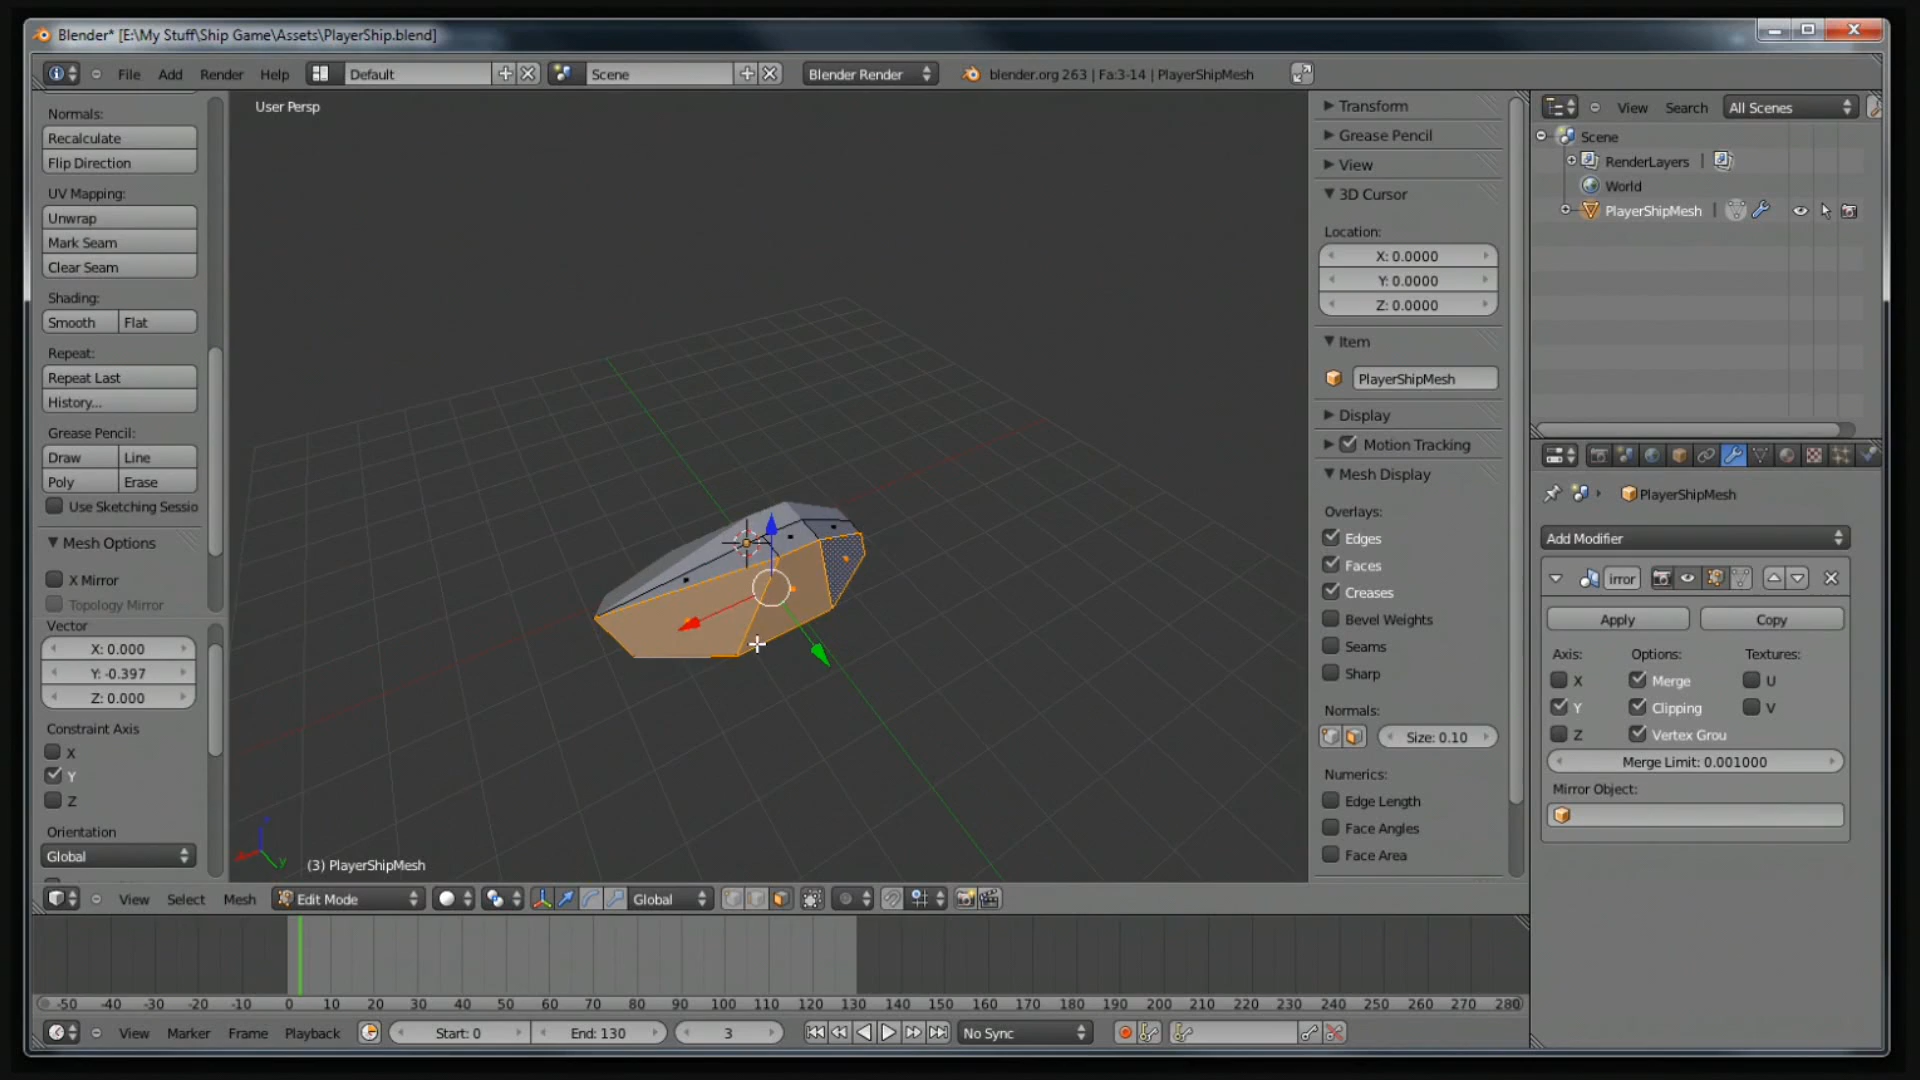 Blender* [E:\My Stuff\Ship Game\Assets\PlayerShip.blend]
File Add Render Help Default Scene Blender Render blender.org 263 | Fa:3-14 | PlayerShipMesh
Normals:
Recalculate
Flip Direction
UV Mapping:
Unwrap
Mark Seam
Clear Seam
Shading:
Smooth Flat
Repeat:
Repeat Last
History...
Grease Pencil:
Draw Line
Poly Erase
Use Sketching Sessio
Mesh Options
X Mirror
Topology Mirror
Vector
X: 0.000
Y: -0.397
Z: 0.000
Constraint Axis
X
Y
Z
Orientation
Global
User Persp
z
y
(3) PlayerShipMesh
Transform
Grease Pencil
View
3D Cursor
Location:
X: 0.0000
Y: 0.0000
Z: 0.0000
Item
PlayerShipMesh
Display
Motion Tracking
Mesh Display
Overlays:
Edges
Faces
Creases
Bevel Weights
Seams
Sharp
Normals:
Size: 0.10
Numerics:
Edge Length
Face Angles
Face Area
View Search All Scenes
Scene
RenderLayers |
World
PlayerShipMesh |
PlayerShipMesh
Add Modifier
irror
Apply Copy
Axis: Options: Textures:
X Merge U
Y Clipping V
Z Vertex Grou
Merge Limit: 0.001000
Mirror Object:
View Select Mesh Edit Mode Global
-50 -40 -30 -20 -10 0 10 20 30 40 50 60 70 80 90 100 110 120 130 140 150 160 170 180 190 200 210 220 230 240 250 260 270 280
View Marker Frame Playback Start: 0 End: 130 3 No Sync